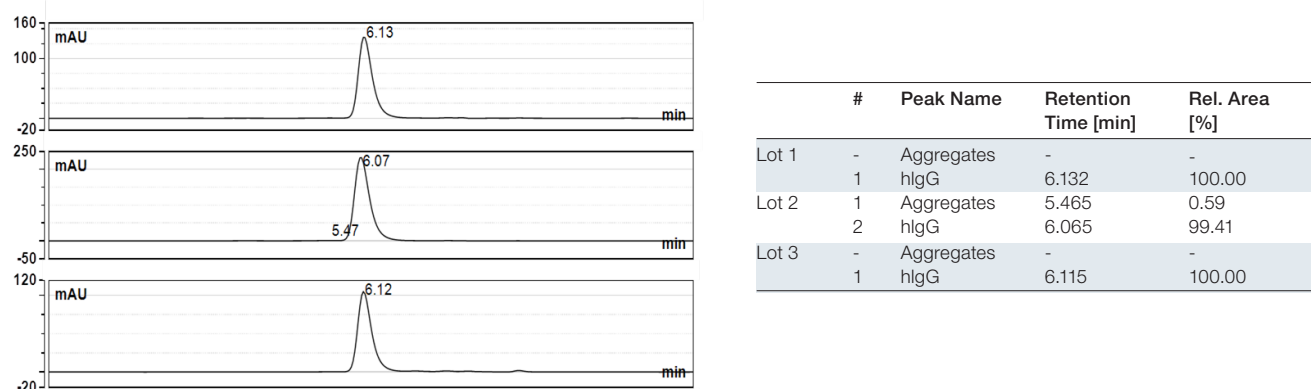 160
mAU
6.13
100
min
-20
250
mAU
6.07
5.47
min
-50
120
mAU
6.12
min
-20
# Peak Name Retention Time [min] Rel. Area [%]
Lot 1 - Aggregates - -
1 hIgG 6.132 100.00
Lot 2 1 Aggregates 5.465 0.59
2 hIgG 6.065 99.41
Lot 3 - Aggregates - -
1 hIgG 6.115 100.00